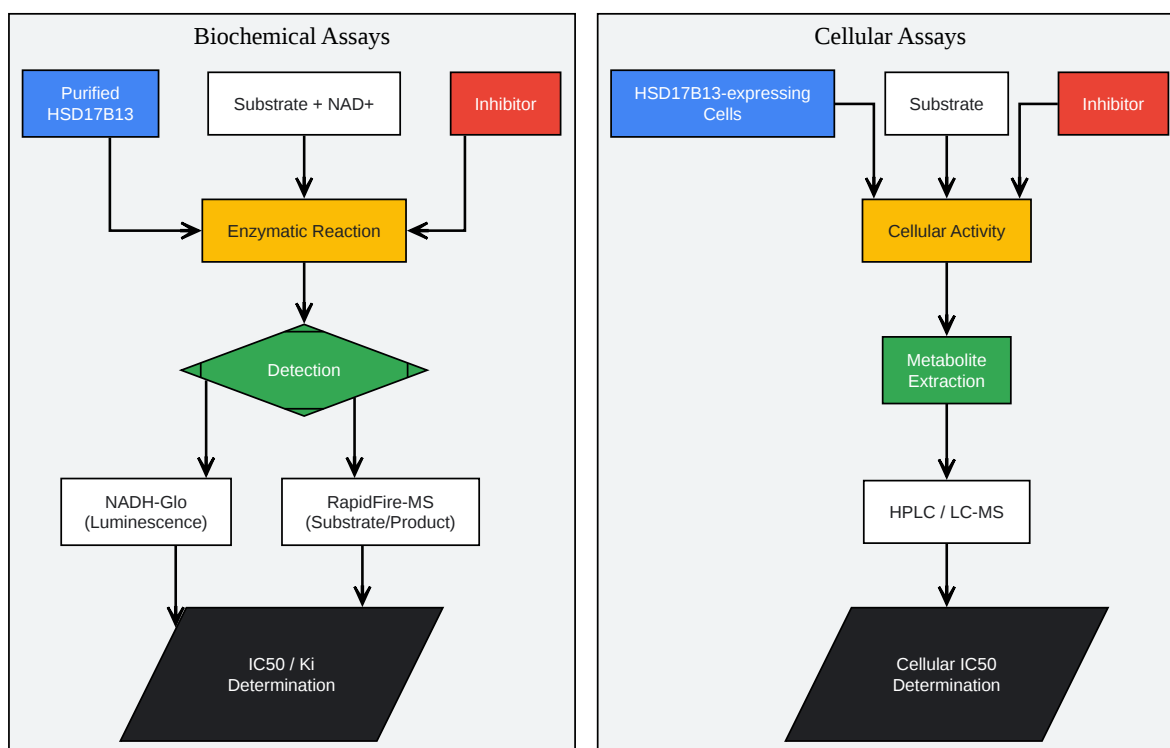 Biochemical Assays
Purified
HSD17B13
Substrate + NAD+
Inhibitor
Enzymatic Reaction
Detection
NADH-Glo
(Luminescence)
RapidFire-MS
(Substrate/Product)
IC50 / Ki
Determination
Cellular Assays
HSD17B13-expressing
Cells
Substrate
Inhibitor
Cellular Activity
Metabolite
Extraction
HPLC / LC-MS
Cellular IC50
Determination